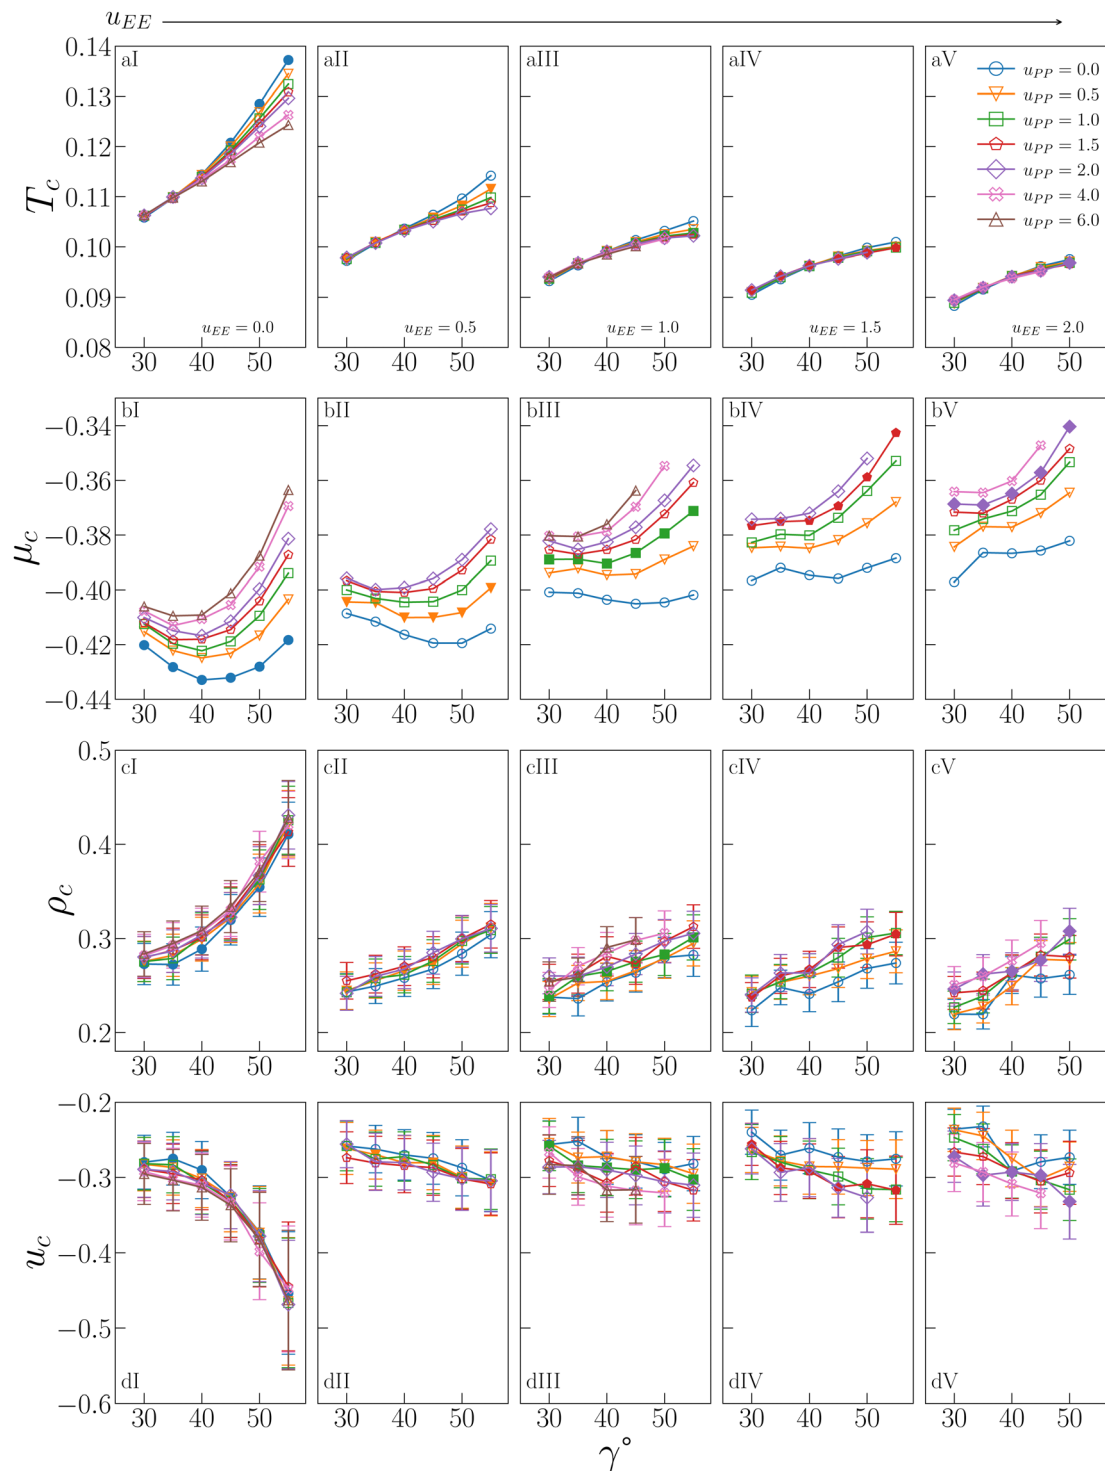 u_EE
aI aII aIII aIV aV
0.14
0.13
0.12
0.11
0.10
0.09
0.08
T_c
u_PP = 0.0
u_PP = 0.5
u_PP = 1.0
u_PP = 1.5
u_PP = 2.0
u_PP = 4.0
u_PP = 6.0
u_EE = 0.0 u_EE = 0.5 u_EE = 1.0 u_EE = 1.5 u_EE = 2.0
30 40 50 30 40 50 30 40 50 30 40 50 30 40 50
bI bII bIII bIV bV
−0.34
−0.36
−0.38
−0.40
−0.42
−0.44
μ_c
30 40 50 30 40 50 30 40 50 30 40 50 30 40 50
cI cII cIII cIV cV
0.5
0.4
0.3
0.2
ρ_c
30 40 50 30 40 50 30 40 50 30 40 50 30 40 50
−0.2
−0.3
−0.4
−0.5
−0.6
u_c
dI dII dIII dIV dV
30 40 50 30 40 50 30 40 50 30 40 50 30 40 50
γ°